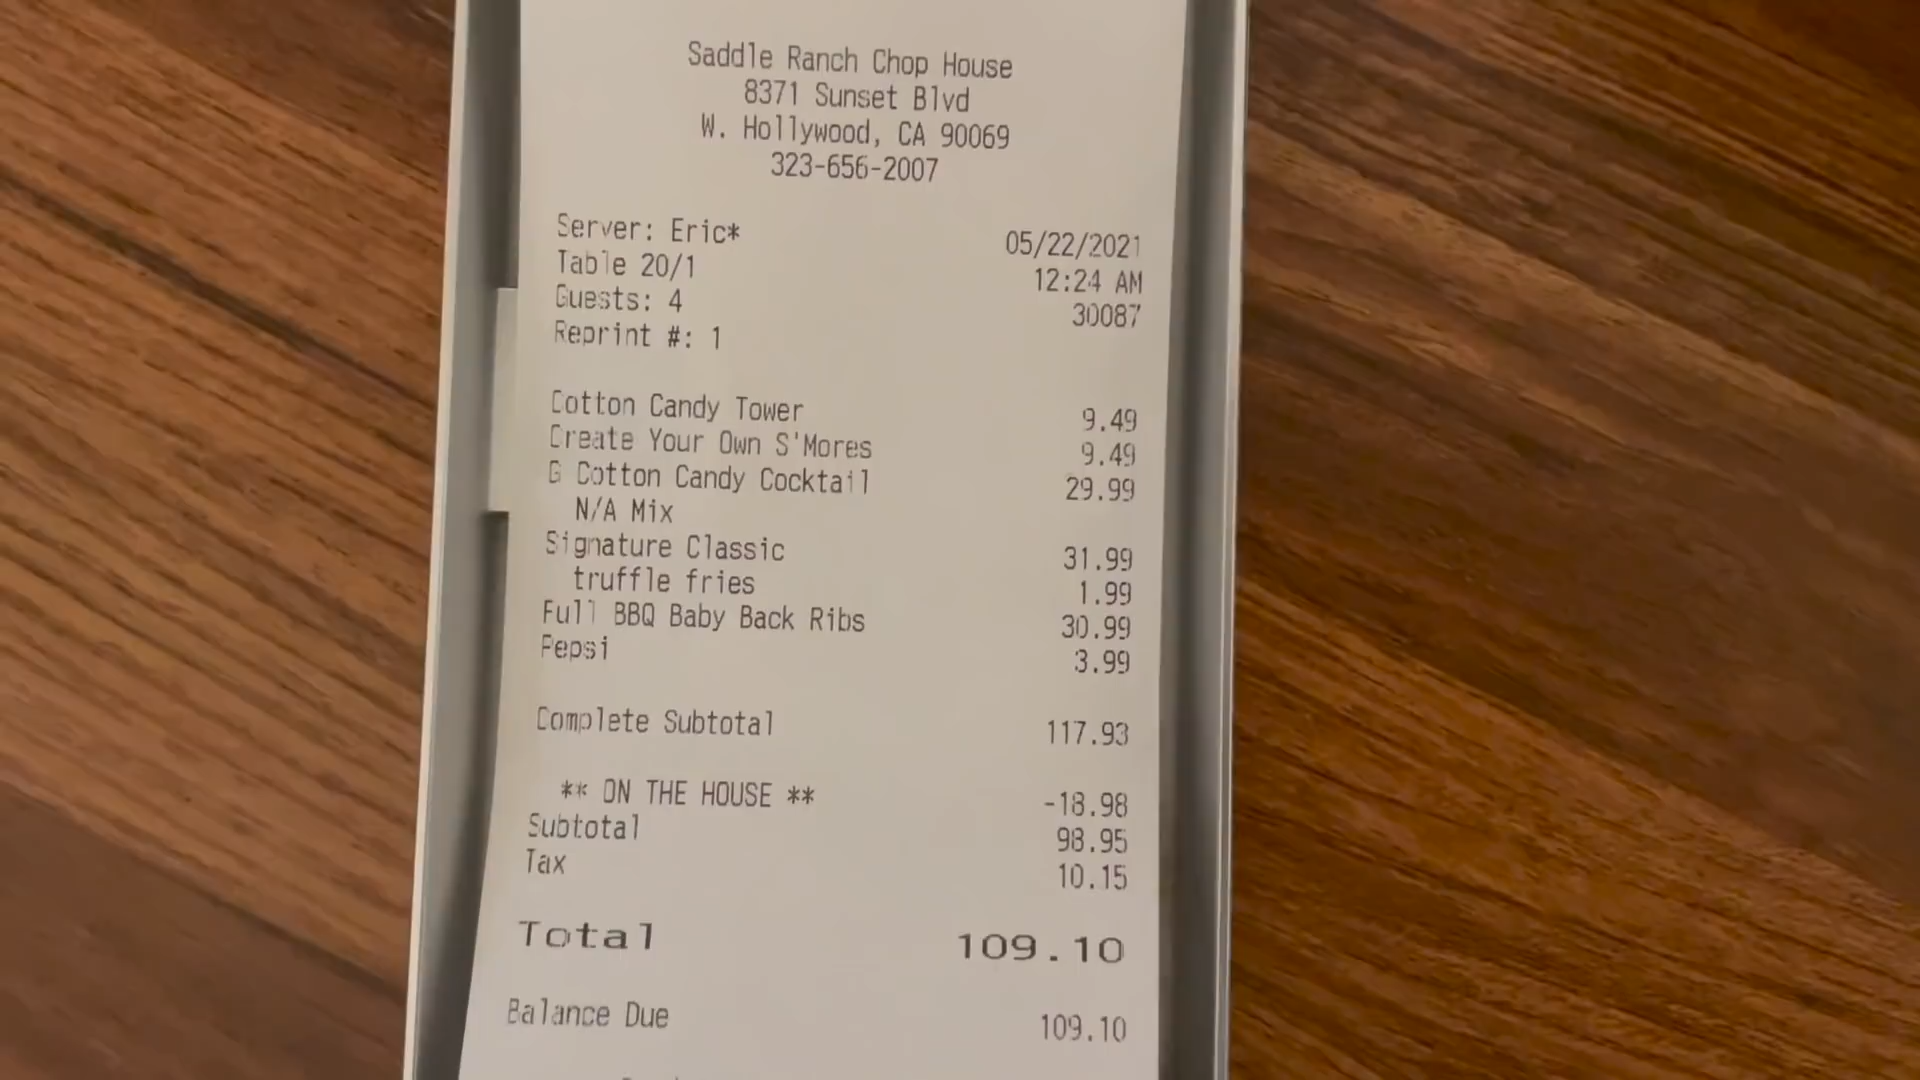 Saddle Ranch Chop House
8371 Sunset Blvd
W. Hollywood, CA 90069
323-656-2007
Server: Eric* 05/22/2021
Table 20/1 12:24 AM
Guests: 4 30087
Reprint #: 1
Cotton Candy Tower 9.49
Create Your Own S'Mores 9.49
G Cotton Candy Cocktail 29.99
N/A Mix
Signature Classic 31.99
truffle fries 1.99
Full BBQ Baby Back Ribs 30.99
Pepsi 3.99
Complete Subtotal 117.93
** ON THE HOUSE ** -18.98
Subtotal 98.95
Tax 10.15
Total 109.10
Balance Due 109.10